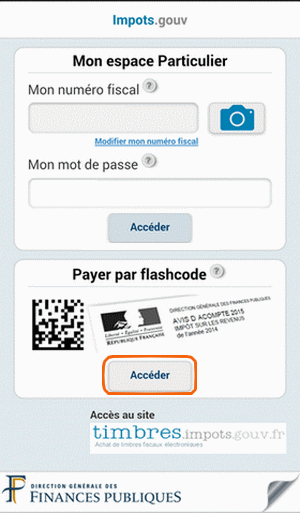 Impots.gouv
Mon espace Particulier
Mon numéro fiscal ?
Modifier mon numéro fiscal
Mon mot de passe ?
Accéder
Payer par flashcode ?
DIRECTION GÉNÉRALE DES FINANCES PUBLIQUES
AVIS D ACOMPTE 2015
IMPOT SUR LES REVENUS
de l'année 2014
Liberté • Égalité • Fraternité
RÉPUBLIQUE FRANÇAISE
Accéder
Accès au site
timbres.impots.gouv.fr
Achat de timbres fiscaux électroniques
DIRECTION GÉNÉRALE DES
FINANCES PUBLIQUES